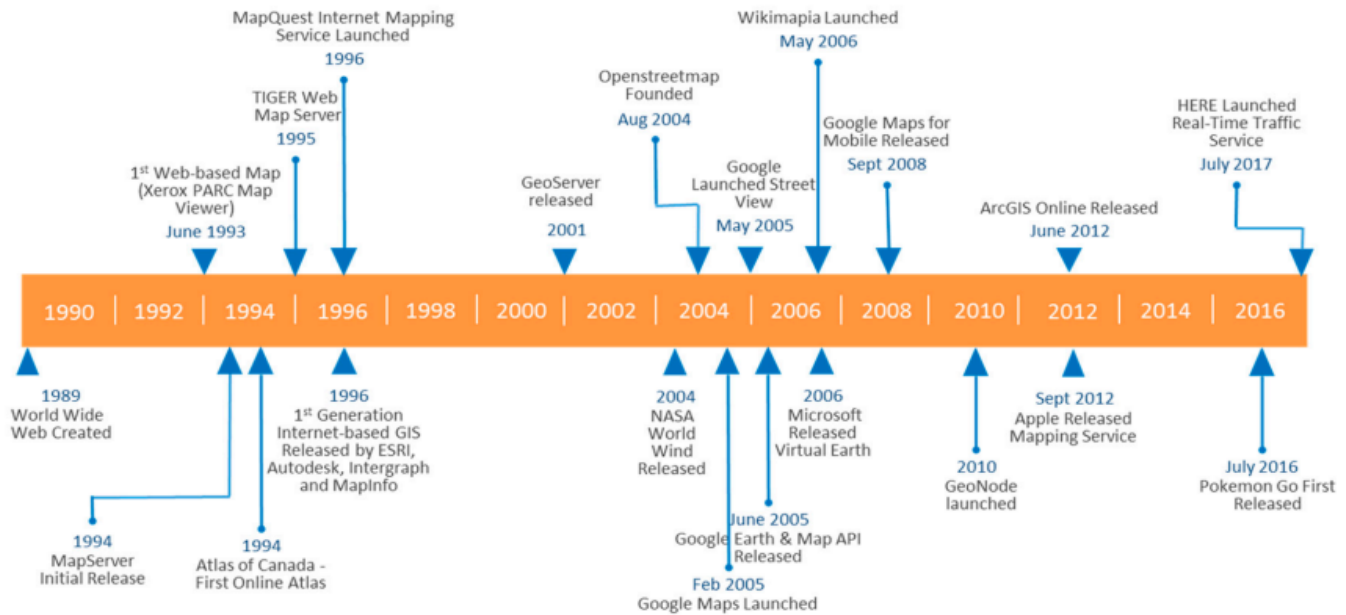 MapQuest Internet Mapping
Service Launched
1996
TIGER Web
Map Server
1995
1st Web-based Map
(Xerox PARC Map
Viewer)
June 1993
GeoServer
released
2001
Openstreetmap
Founded
Aug 2004
Google
Launched Street
View
May 2005
Wikimapia Launched
May 2006
Google Maps for
Mobile Released
Sept 2008
ArcGIS Online Released
June 2012
HERE Launched
Real-Time Traffic
Service
July 2017
1990 | 1992 | 1994 | 1996 | 1998 | 2000 | 2002 | 2004 | 2006 | 2008 | 2010 | 2012 | 2014 | 2016
1989
World Wide
Web Created
1994
MapServer
Initial Release
1994
Atlas of Canada -
First Online Atlas
1996
1st Generation
Internet-based GIS
Released by ESRI,
Autodesk, Intergraph
and MapInfo
2004
NASA
World
Wind
Released
Feb 2005
Google Maps Launched
June 2005
Google Earth & Map API
Released
2006
Microsoft
Released
Virtual Earth
2010
GeoNode
launched
Sept 2012
Apple Released
Mapping Service
July 2016
Pokemon Go First
Released